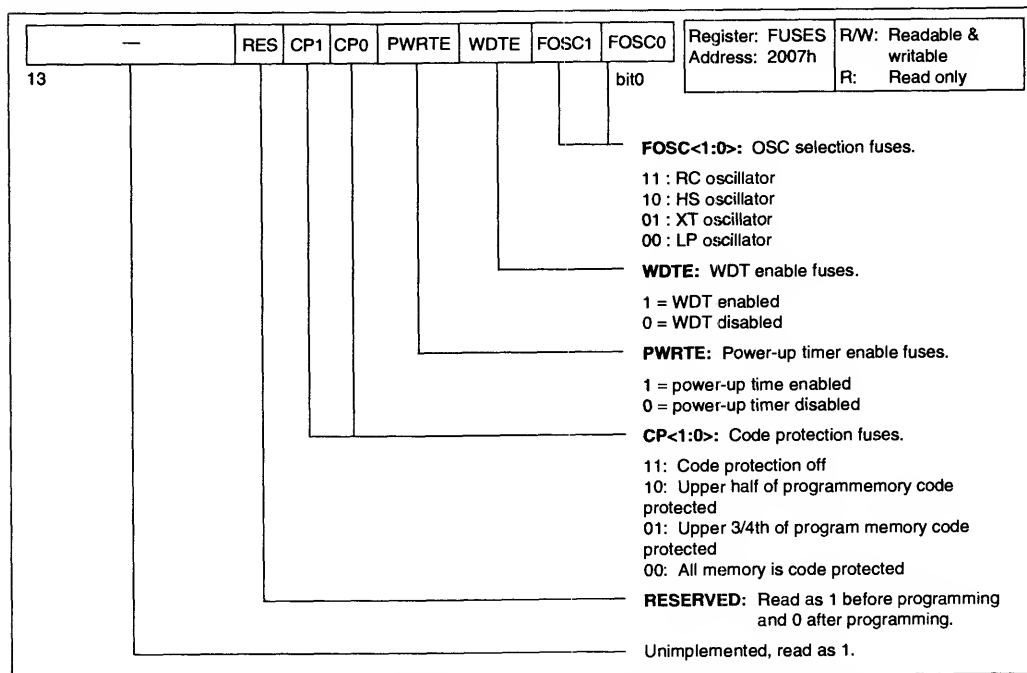 — RES CP1 CP0 PWRTE WDTE FOSC1 FOSC0
13 bit0
Register: FUSES
Address: 2007h
R/W: Readable &
writable
R: Read only
FOSC<1:0>: OSC selection fuses.
11 : RC oscillator
10 : HS oscillator
01 : XT oscillator
00 : LP oscillator
WDTE: WDT enable fuses.
1 = WDT enabled
0 = WDT disabled
PWRTE: Power-up timer enable fuses.
1 = power-up time enabled
0 = power-up timer disabled
CP<1:0>: Code protection fuses.
11: Code protection off
10: Upper half of programmemory code
protected
01: Upper 3/4th of program memory code
protected
00: All memory is code protected
RESERVED: Read as 1 before programming
and 0 after programming.
Unimplemented, read as 1.